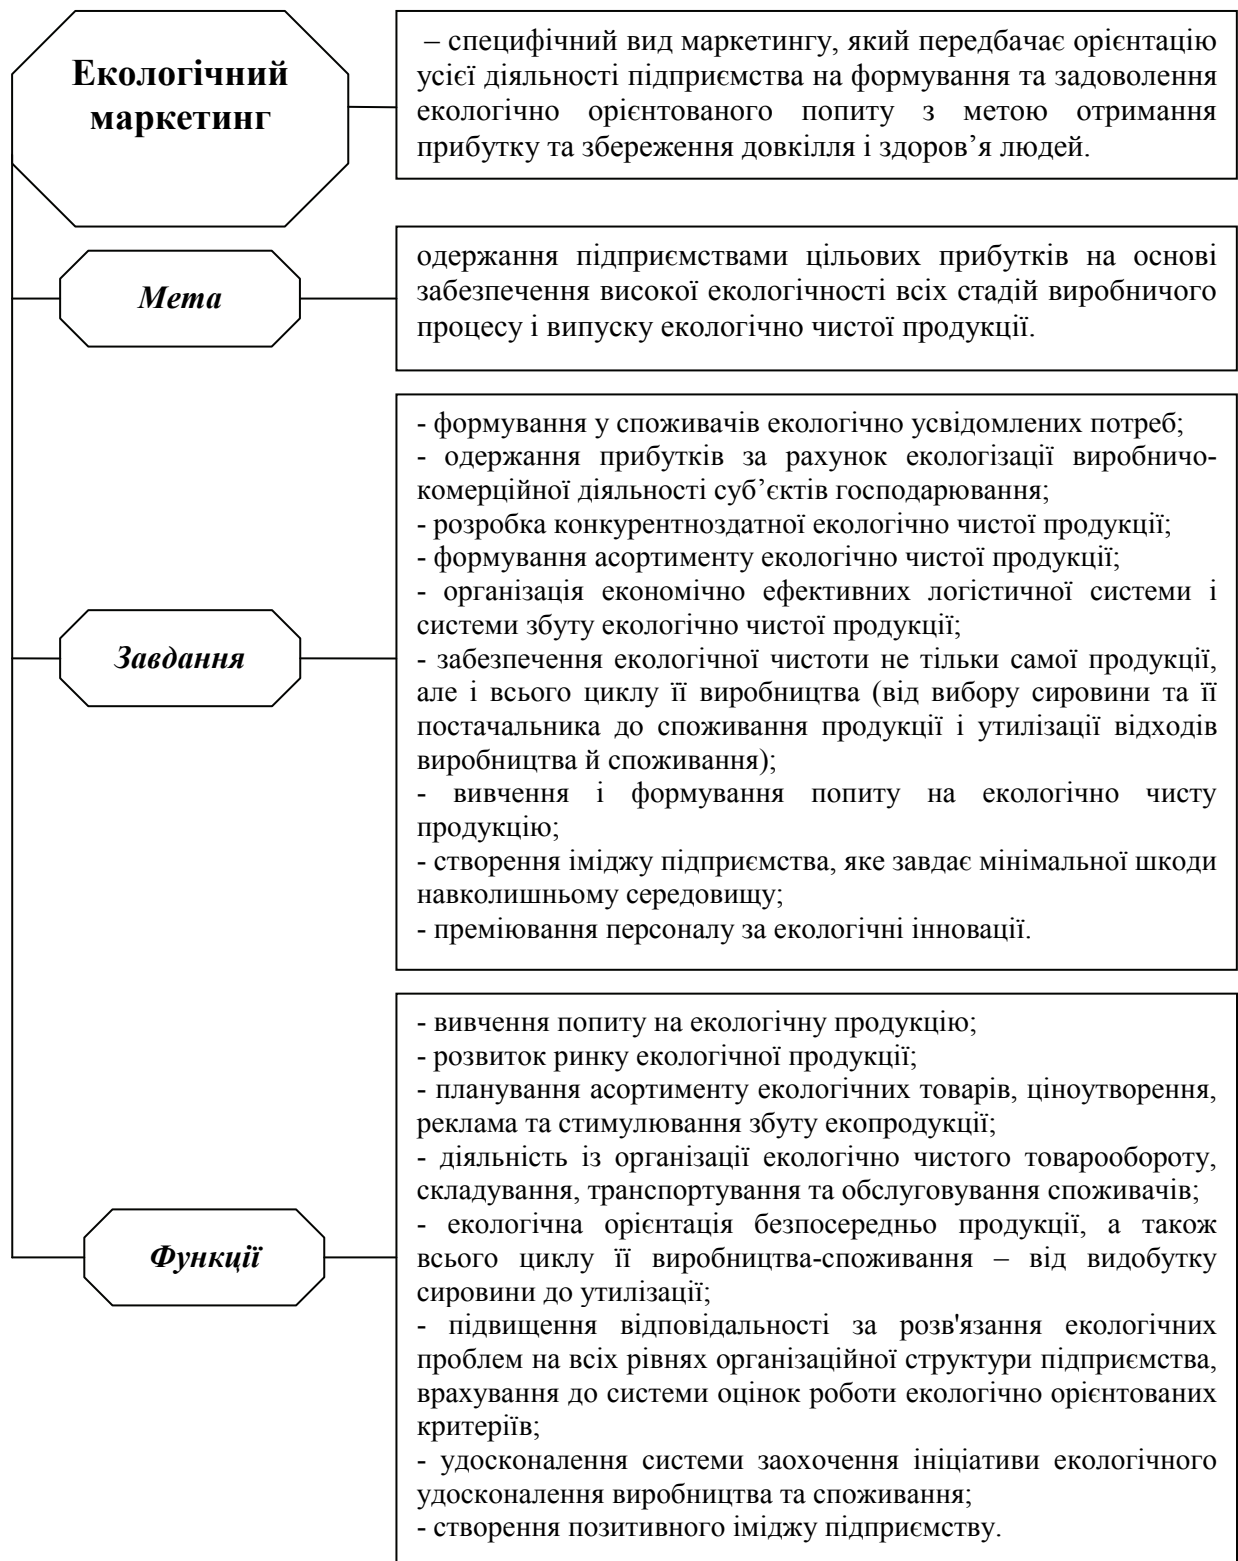 Екологічний
маркетинг
– специфічний вид маркетингу, який передбачає орієнтацію
усієї діяльності підприємства на формування та задоволення
екологічно орієнтованого попиту з метою отримання
прибутку та збереження довкілля і здоров’я людей.
Мета
одержання підприємствами цільових прибутків на основі
забезпечення високої екологічності всіх стадій виробничого
процесу і випуску екологічно чистої продукції.
Завдання
- формування у споживачів екологічно усвідомлених потреб;
- одержання прибутків за рахунок екологізації виробничо-
комерційної діяльності суб’єктів господарювання;
- розробка конкурентноздатної екологічно чистої продукції;
- формування асортименту екологічно чистої продукції;
- організація економічно ефективних логістичної системи і
системи збуту екологічно чистої продукції;
- забезпечення екологічної чистоти не тільки самої продукції,
але і всього циклу її виробництва (від вибору сировини та її
постачальника до споживання продукції і утилізації відходів
виробництва й споживання);
- вивчення і формування попиту на екологічно чисту
продукцію;
- створення іміджу підприємства, яке завдає мінімальної шкоди
навколишньому середовищу;
- преміювання персоналу за екологічні інновації.
Функції
- вивчення попиту на екологічну продукцію;
- розвиток ринку екологічної продукції;
- планування асортименту екологічних товарів, ціноутворення,
реклама та стимулювання збуту екопродукції;
- діяльність із організації екологічно чистого товарообороту,
складування, транспортування та обслуговування споживачів;
- екологічна орієнтація безпосередньо продукції, а також
всього циклу її виробництва-споживання – від видобутку
сировини до утилізації;
- підвищення відповідальності за розв'язання екологічних
проблем на всіх рівнях організаційної структури підприємства,
врахування до системи оцінок роботи екологічно орієнтованих
критеріїв;
- удосконалення системи заохочення ініціативи екологічного
удосконалення виробництва та споживання;
- створення позитивного іміджу підприємству.